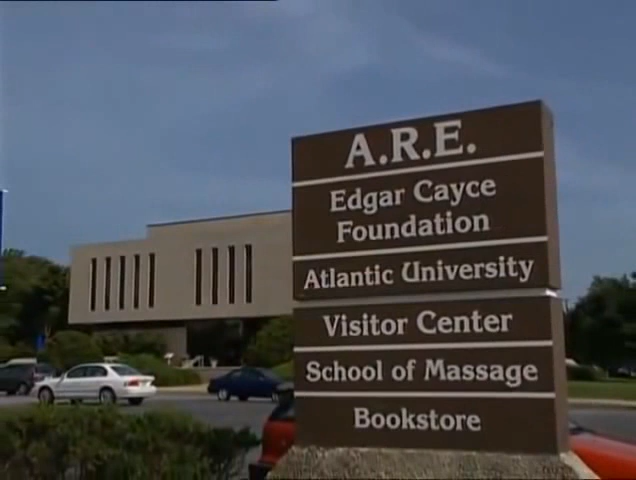 A.R.E.
Edgar Cayce
Foundation
Atlantic University
Visitor Center
School of Massage
Bookstore